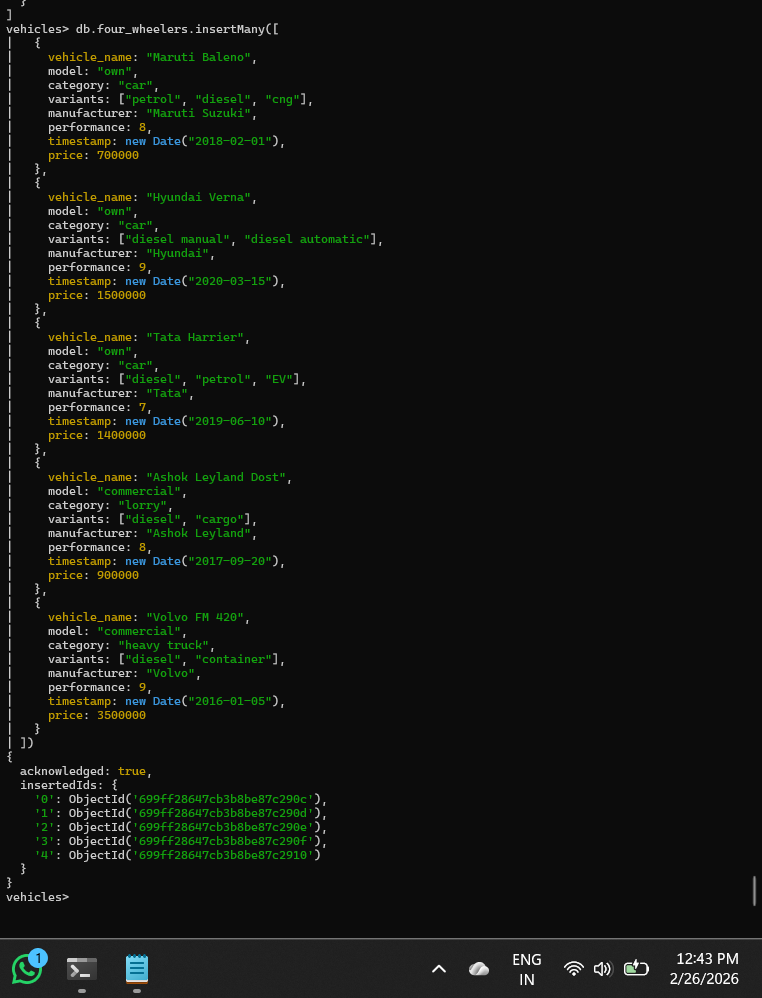 }
]
vehicles> db.four_wheelers.insertMany([
|   {
|     vehicle_name: "Maruti Baleno",
|     model: "own",
|     category: "car",
|     variants: ["petrol", "diesel", "cng"],
|     manufacturer: "Maruti Suzuki",
|     performance: 8,
|     timestamp: new Date("2018-02-01"),
|     price: 700000
|   },
|   {
|     vehicle_name: "Hyundai Verna",
|     model: "own",
|     category: "car",
|     variants: ["diesel manual", "diesel automatic"],
|     manufacturer: "Hyundai",
|     performance: 9,
|     timestamp: new Date("2020-03-15"),
|     price: 1500000
|   },
|   {
|     vehicle_name: "Tata Harrier",
|     model: "own",
|     category: "car",
|     variants: ["diesel", "petrol", "EV"],
|     manufacturer: "Tata",
|     performance: 7,
|     timestamp: new Date("2019-06-10"),
|     price: 1400000
|   },
|   {
|     vehicle_name: "Ashok Leyland Dost",
|     model: "commercial",
|     category: "lorry",
|     variants: ["diesel", "cargo"],
|     manufacturer: "Ashok Leyland",
|     performance: 8,
|     timestamp: new Date("2017-09-20"),
|     price: 900000
|   },
|   {
|     vehicle_name: "Volvo FM 420",
|     model: "commercial",
|     category: "heavy truck",
|     variants: ["diesel", "container"],
|     manufacturer: "Volvo",
|     performance: 9,
|     timestamp: new Date("2016-01-05"),
|     price: 3500000
|   }
| ])
{
  acknowledged: true,
  insertedIds: {
    '0': ObjectId('699ff28647cb3b8be87c290c'),
    '1': ObjectId('699ff28647cb3b8be87c290d'),
    '2': ObjectId('699ff28647cb3b8be87c290e'),
    '3': ObjectId('699ff28647cb3b8be87c290f'),
    '4': ObjectId('699ff28647cb3b8be87c2910')
  }
}
vehicles>
1
ENG
IN
12:43 PM
2/26/2026